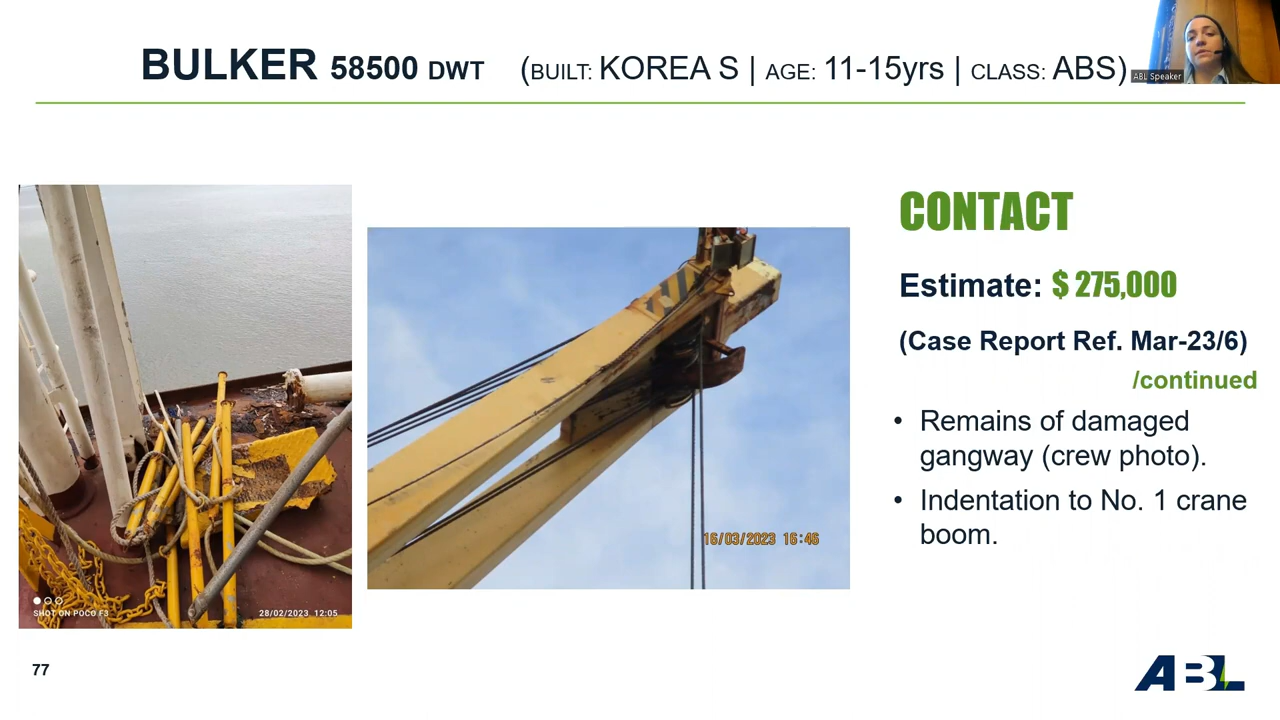 BULKER 58500 DWT (BUILT: KOREA S | AGE: 11-15yrs | CLASS: ABS)
ABL Speaker
CONTACT
Estimate: $ 275,000
(Case Report Ref. Mar-23/6)
/continued
• Remains of damaged
gangway (crew photo).
• Indentation to No. 1 crane
boom.
16/03/2023 16:46
SHOT ON POCO F3
28/02/2023 12:05
77
ABL